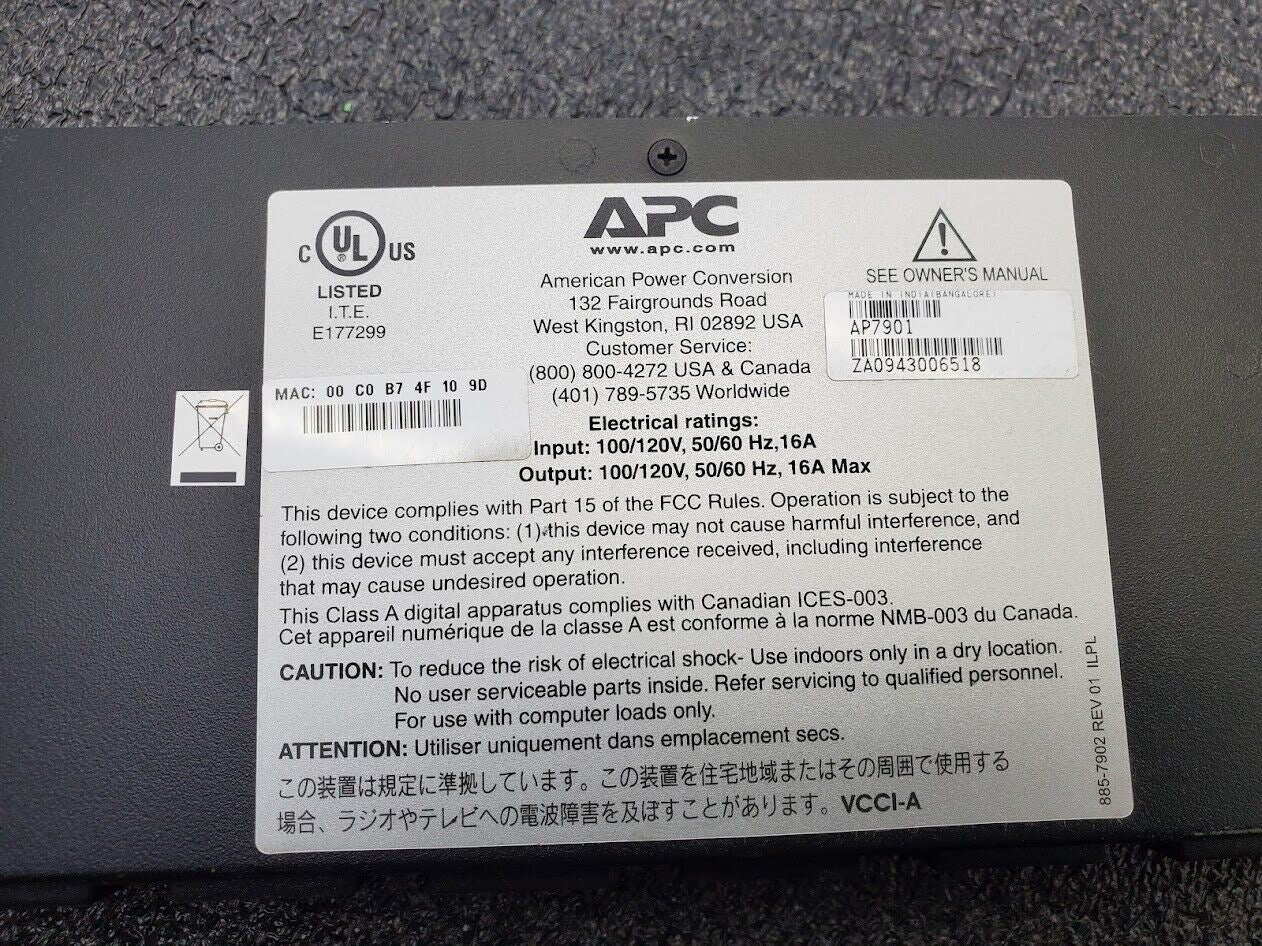 C UL ® US
LISTED
I.T.E.
E177299
APC
www.apc.com
American Power Conversion
132 Fairgrounds Road
West Kingston, RI 02892 USA
Customer Service:
(800) 800-4272 USA & Canada
(401) 789-5735 Worldwide
!
SEE OWNER'S MANUAL
MADE IN INDIA(BANGALORE)
AP7901
ZA0943006518
MAC: 00 C0 B7 4F 10 9D
Electrical ratings:
Input: 100/120V, 50/60 Hz,16A
Output: 100/120V, 50/60 Hz, 16A Max
This device complies with Part 15 of the FCC Rules. Operation is subject to the
following two conditions: (1) this device may not cause harmful interference, and
(2) this device must accept any interference received, including interference
that may cause undesired operation.
This Class A digital apparatus complies with Canadian ICES-003.
Cet appareil numérique de la classe A est conforme à la norme NMB-003 du Canada.
CAUTION: To reduce the risk of electrical shock- Use indoors only in a dry location.
No user serviceable parts inside. Refer servicing to qualified personnel.
For use with computer loads only.
ATTENTION: Utiliser uniquement dans emplacement secs.
この装置は規定に準拠しています。この装置を住宅地域またはその周囲で使用する
場合、ラジオやテレビへの電波障害を及ぼすことがあります。VCCI-A
885-7902 REV 01 ILPL